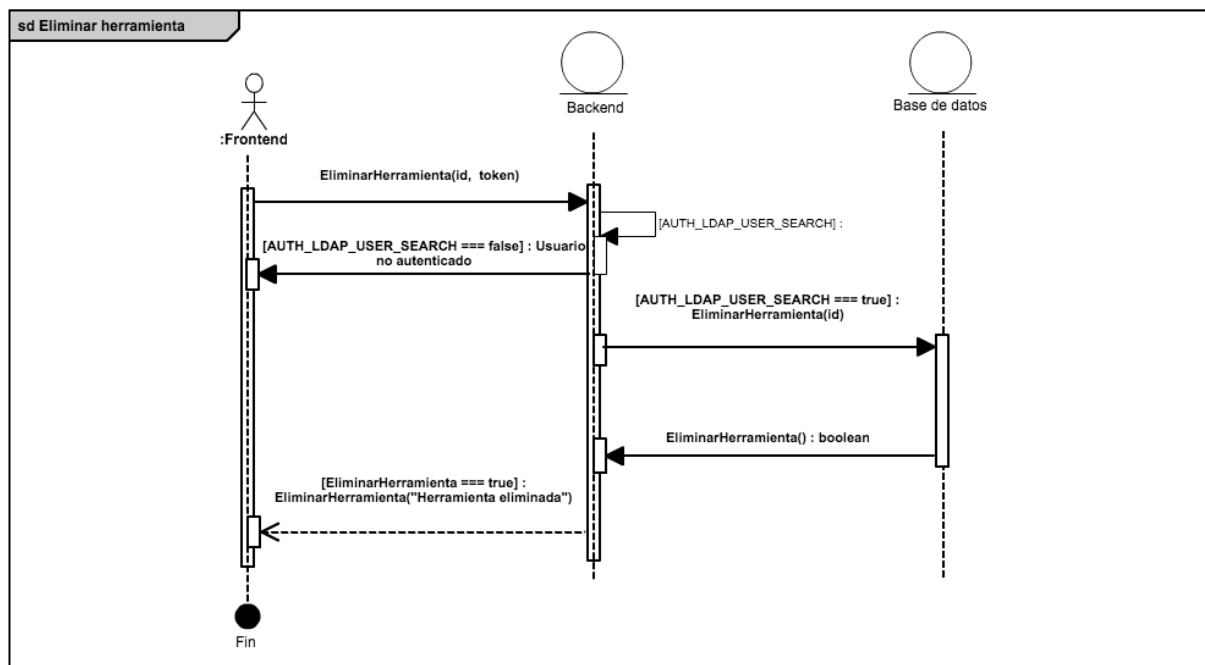 sd Eliminar herramienta
Backend
Base de datos
:Frontend
EliminarHerramienta(id, token)
[AUTH_LDAP_USER_SEARCH] :
[AUTH_LDAP_USER_SEARCH === false] : Usuario
no autenticado
[AUTH_LDAP_USER_SEARCH === true] :
EliminarHerramienta(id)
EliminarHerramienta() : boolean
[EliminarHerramienta === true] :
EliminarHerramienta("Herramienta eliminada")
Fin